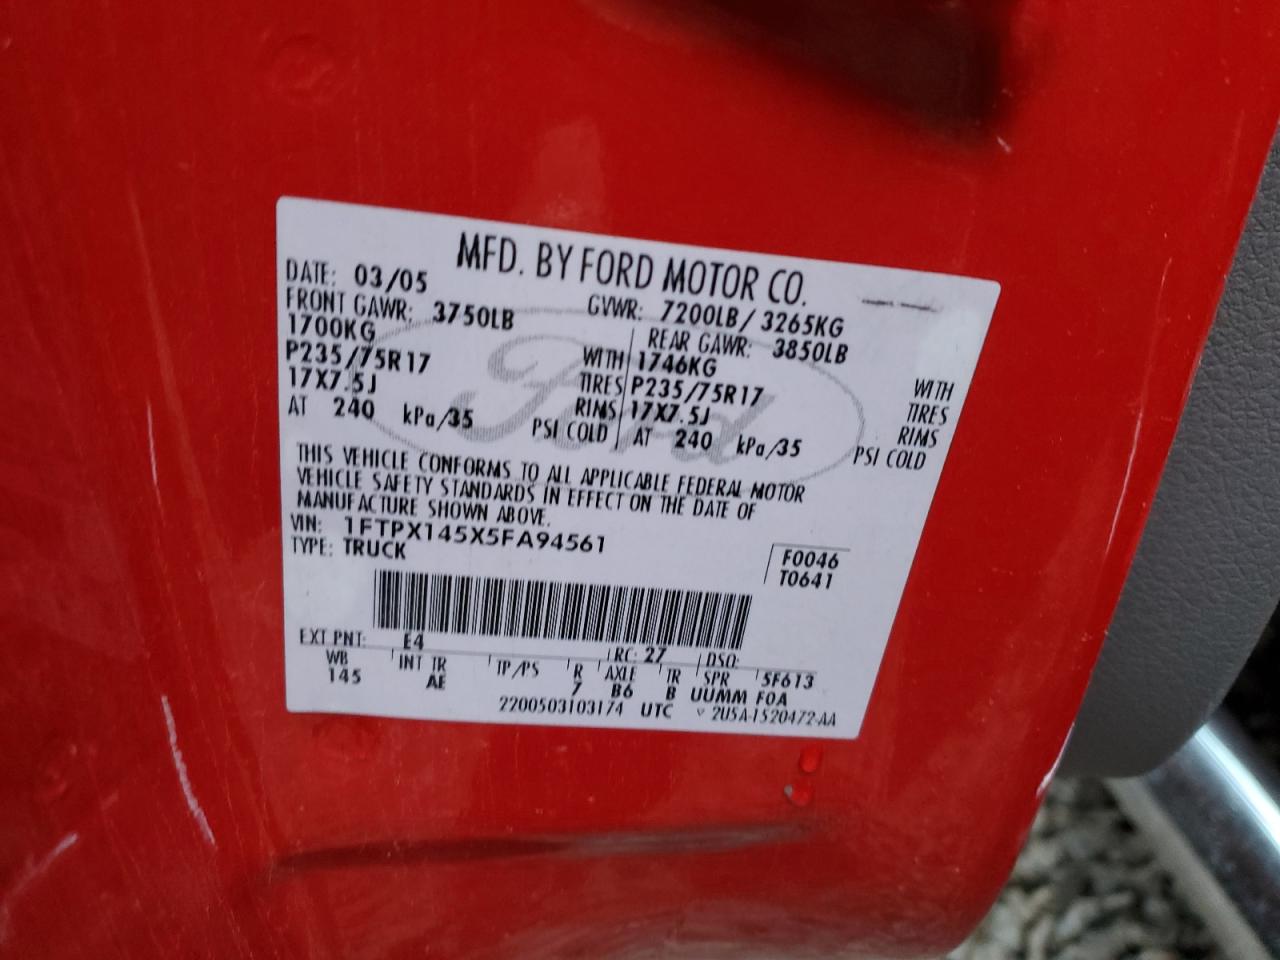 MFD. BY FORD MOTOR CO.
DATE: 03/05 GVWR: 7200LB/3265KG
FRONT GAWR: 3750LB REAR GAWR: 3850LB
1700KG WITH 1746KG WITH
P235/75R17 TIRES P235/75R17 TIRES
17X7.5J RIMS 17X7.5J RIMS
AT 240 kPa/35 PSI COLD AT 240 kPa/35 PSI COLD
Ford
THIS VEHICLE CONFORMS TO ALL APPLICABLE FEDERAL MOTOR
VEHICLE SAFETY STANDARDS IN EFFECT ON THE DATE OF
MANUFACTURE SHOWN ABOVE.
VIN: 1FTPX145X5FA94561
TYPE: TRUCK
F0046
T0641
EXT PNT: E4 RC: 27 DSO:
WB INT TR TP/PS R AXLE TR SPR 5F613
145 AE 7 B6 B UUMM FOA
2200503103174 UTC 2U5A-1520472-AA